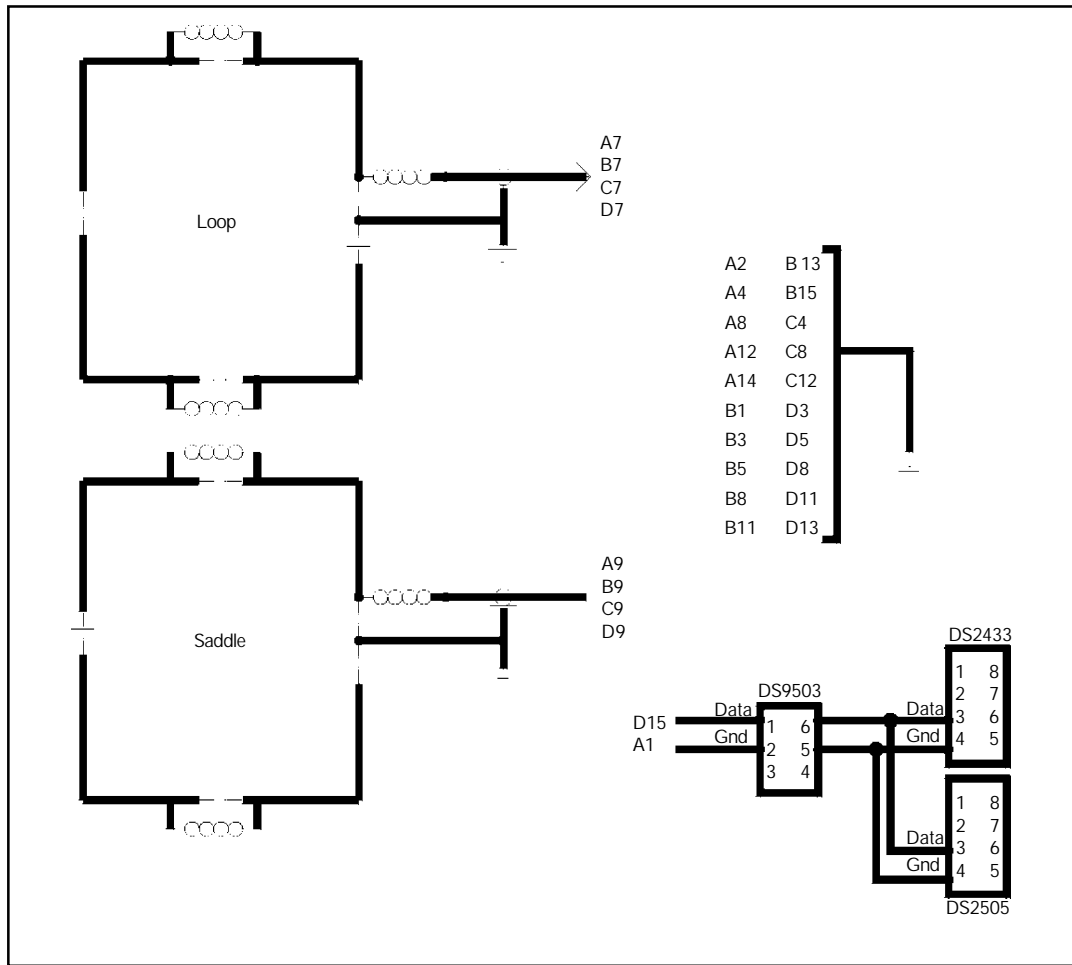 A7
B7
C7
D7
Loop
A2 B 13
A4 B15
A8 C4
A12 C8
A14 C12
B1 D3
B3 D5
B5 D8
B8 D11
B11 D13
A9
B9
C9
D9
Saddle
DS2433
1 8
2 7
Data 3 6
Gnd 4 5
DS9503
D15 Data 1 6
A1 Gnd 2 5
3 4
1 8
2 7
Data 3 6
Gnd 4 5
DS2505